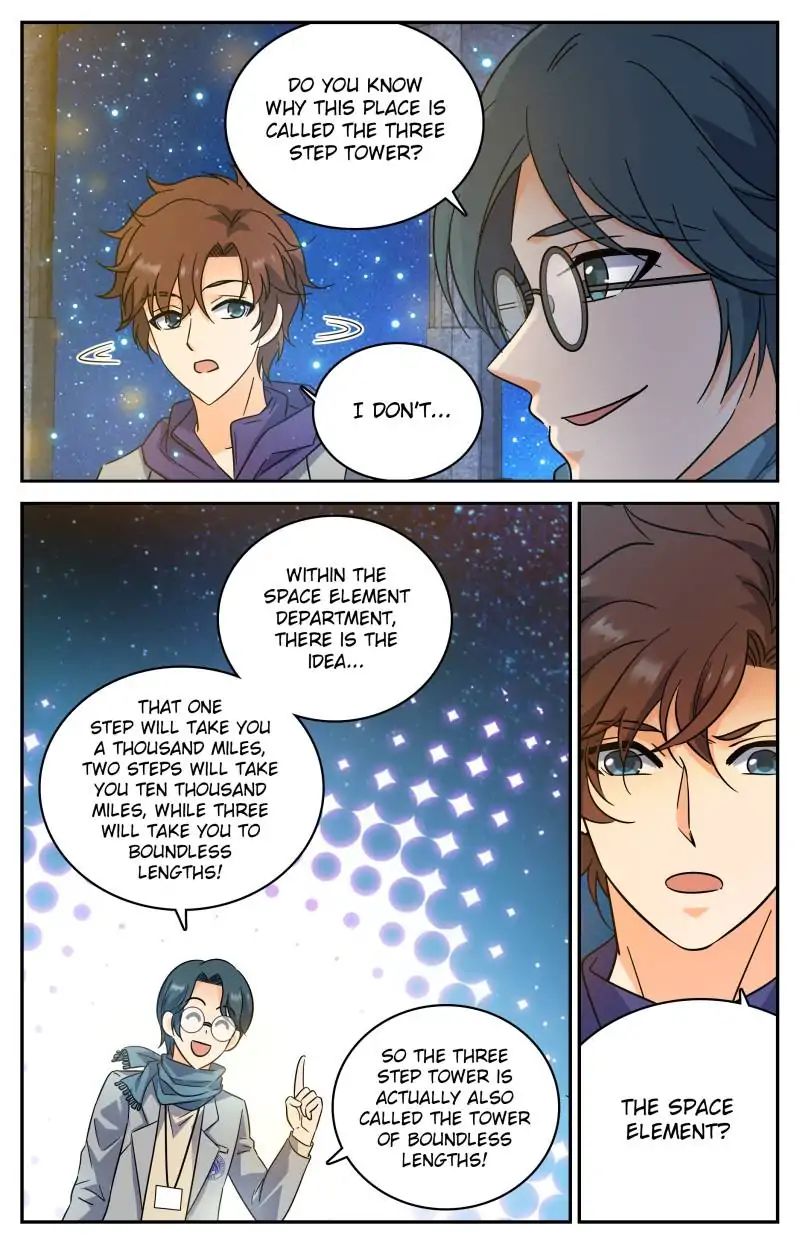 DO YOU KNOW
WHY THIS PLACE IS
CALLED THE THREE
STEP TOWER?
I DON'T...
WITHIN THE
SPACE ELEMENT
DEPARTMENT,
THERE IS THE
IDEA...
THAT ONE
STEP WILL TAKE YOU
A THOUSAND MILES,
TWO STEPS WILL TAKE
YOU TEN THOUSAND
MILES, WHILE THREE
WILL TAKE YOU TO
BOUNDLESS
LENGTHS!
SO THE THREE
STEP TOWER IS
ACTUALLY ALSO
CALLED THE TOWER
OF BOUNDLESS
LENGTHS!
THE SPACE
ELEMENT?